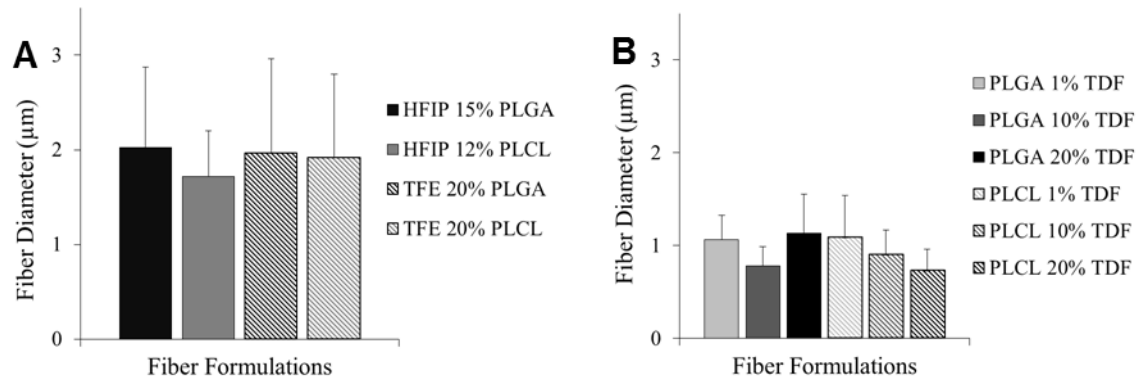 A
Fiber Diameter (µm)
3
2
1
0
Fiber Formulations
HFIP 15% PLGA
HFIP 12% PLCL
TFE 20% PLGA
TFE 20% PLCL
B
Fiber Diameter (µm)
3
2
1
0
Fiber Formulations
PLGA 1% TDF
PLGA 10% TDF
PLGA 20% TDF
PLCL 1% TDF
PLCL 10% TDF
PLCL 20% TDF